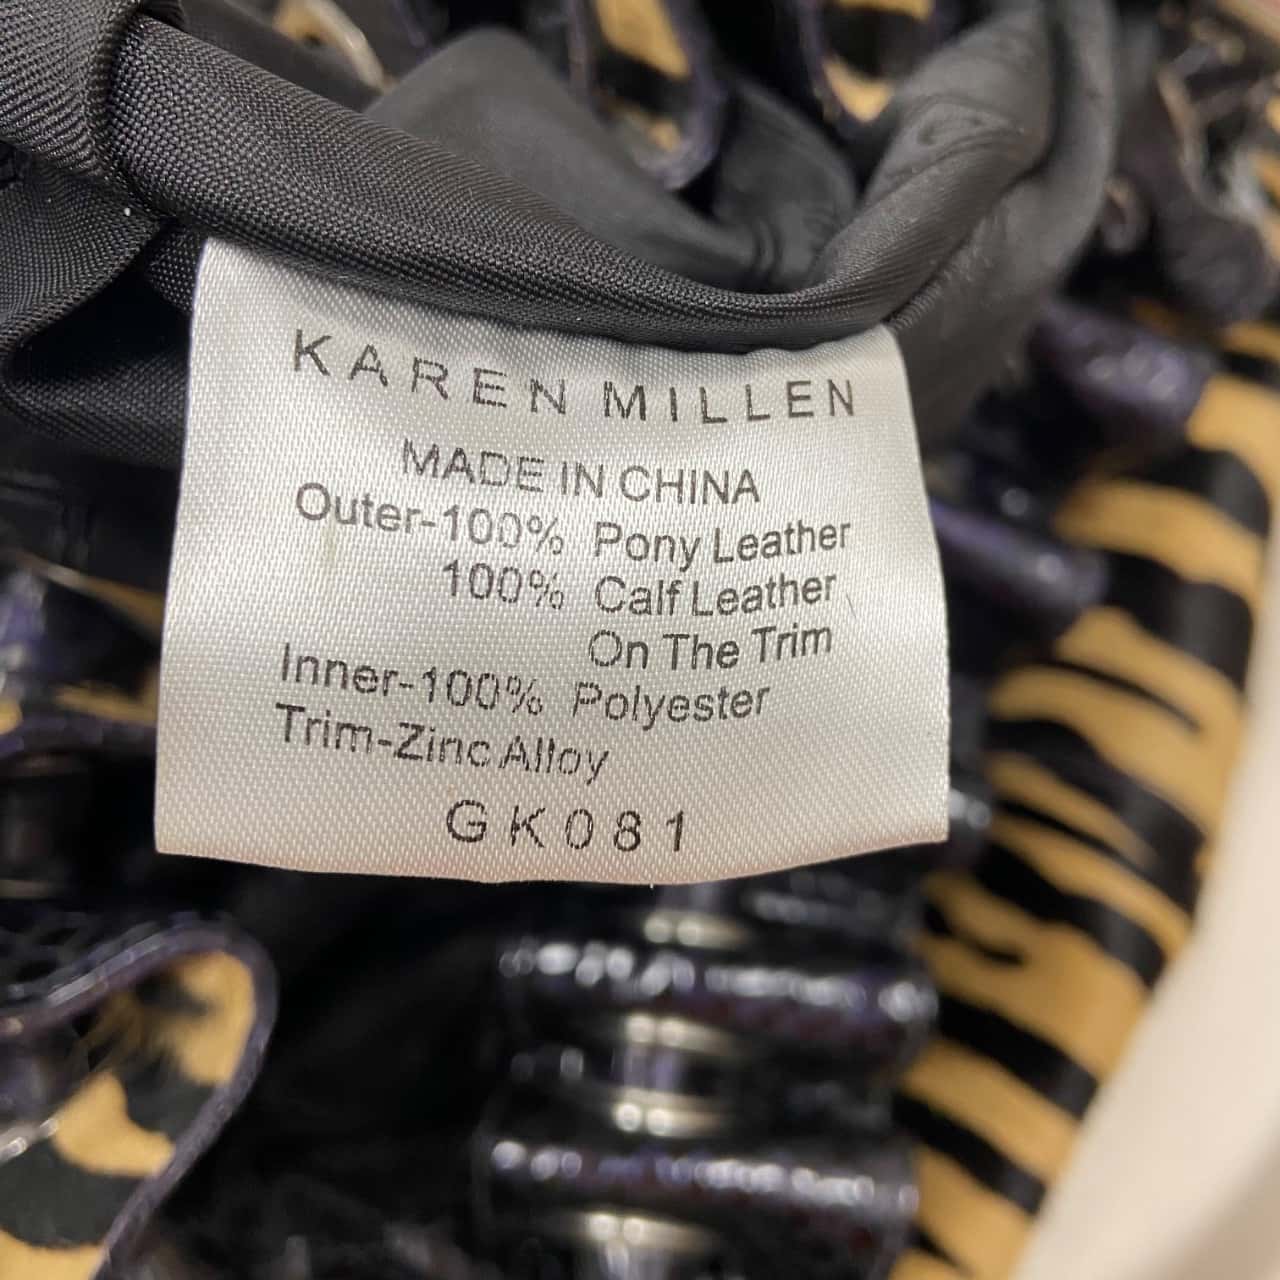 KAREN MILLEN
MADE IN CHINA
Outer-100% Pony Leather
100% Calf Leather
On The Trim
Inner-100% Polyester
Trim-Zinc Alloy
GK081